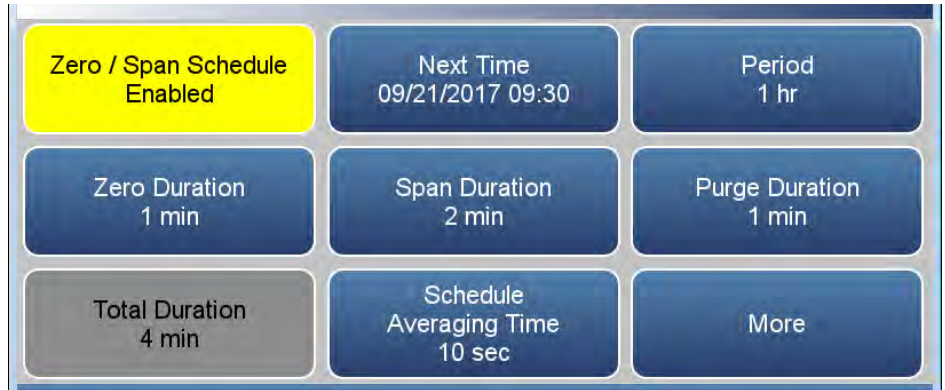 Zero / Span Schedule
Enabled
Next Time
09/21/2017 09:30
Period
1 hr
Zero Duration
1 min
Span Duration
2 min
Purge Duration
1 min
Total Duration
4 min
Schedule
Averaging Time
10 sec
More